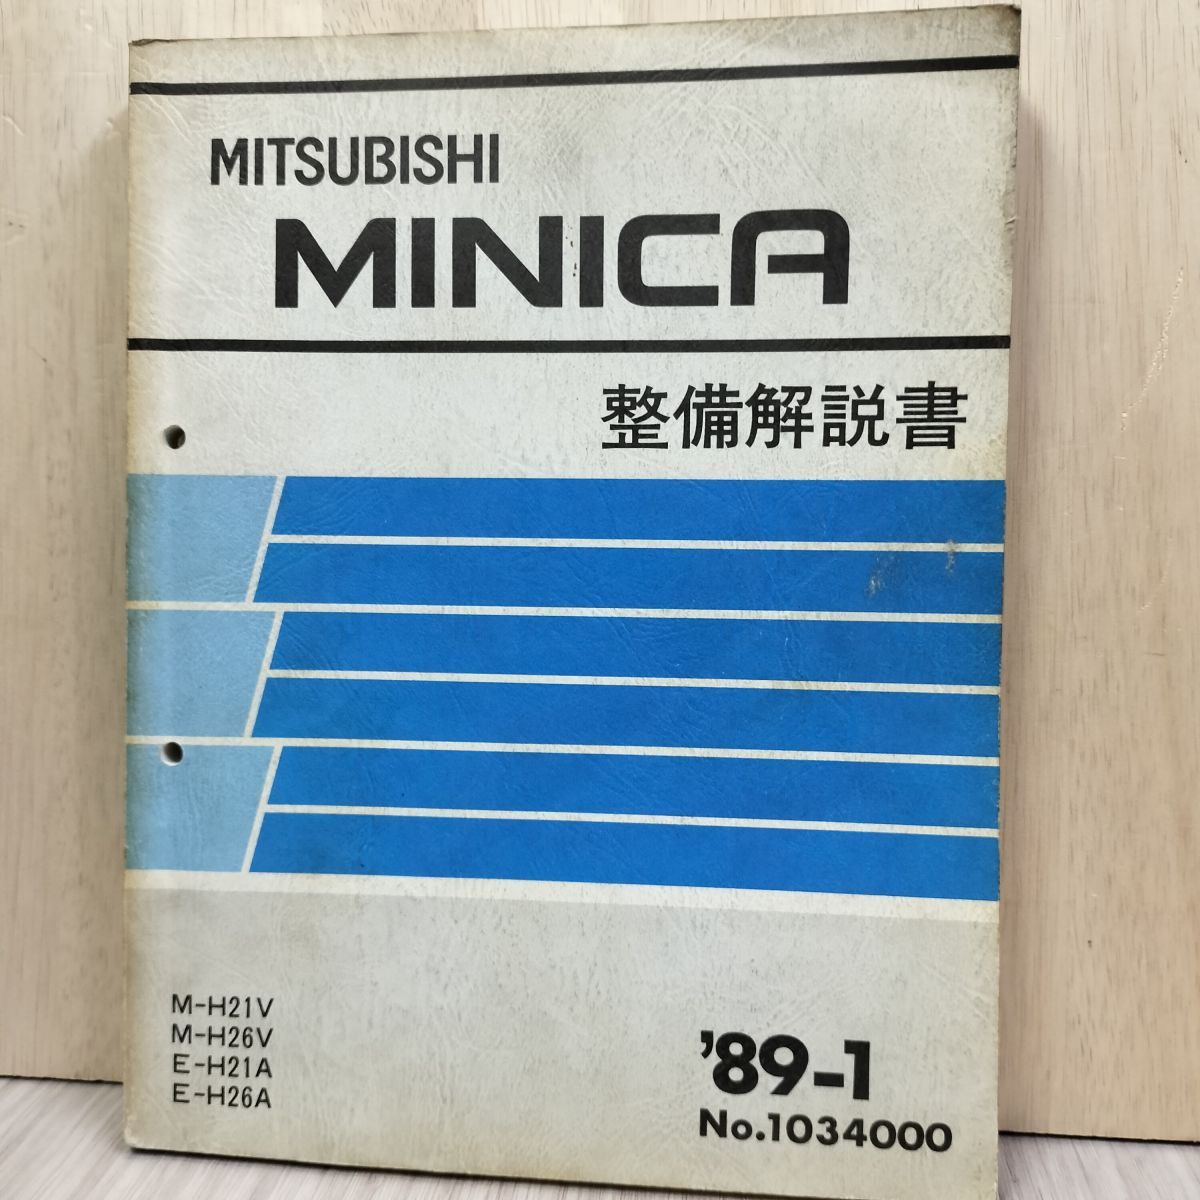 MITSUBISHI
MINICA
整備解説書
M-H21V
M-H26V
E-H21A
E-H26A
'89-1
No.1034000